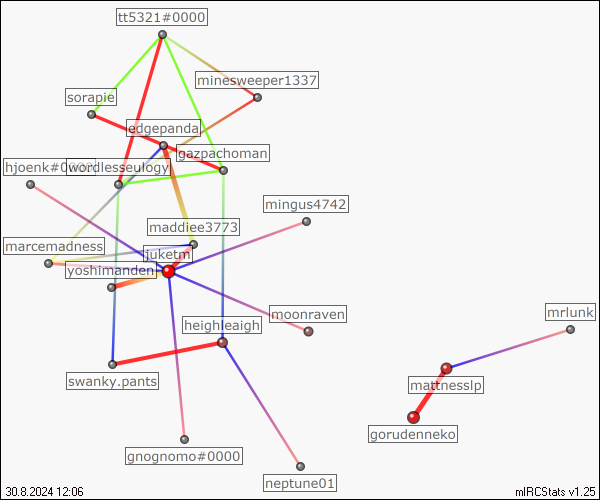 tt5321#0000
minesweeper1337
sorapie
edgepanda
gazpachoman
hjoenk#0000
wordlesseulogy
mingus4742
maddiee3773
marcemadness
juketm
yoshimanden
moonraven
heighleaigh
mrlunk
swanky.pants
mattnesslp
gorudenneko
gnognomo#0000
neptune01
30.8.2024 12:06
mIRCStats v1.25